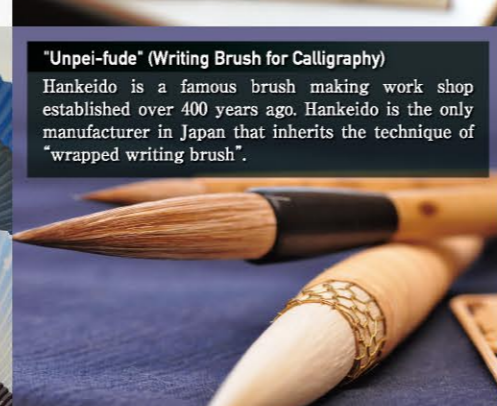 "Unpei-fude" (Writing Brush for Calligraphy)
Hankeido is a famous brush making work shop
established over 400 years ago. Hankeido is the only
manufacturer in Japan that inherits the technique of
“wrapped writing brush”.